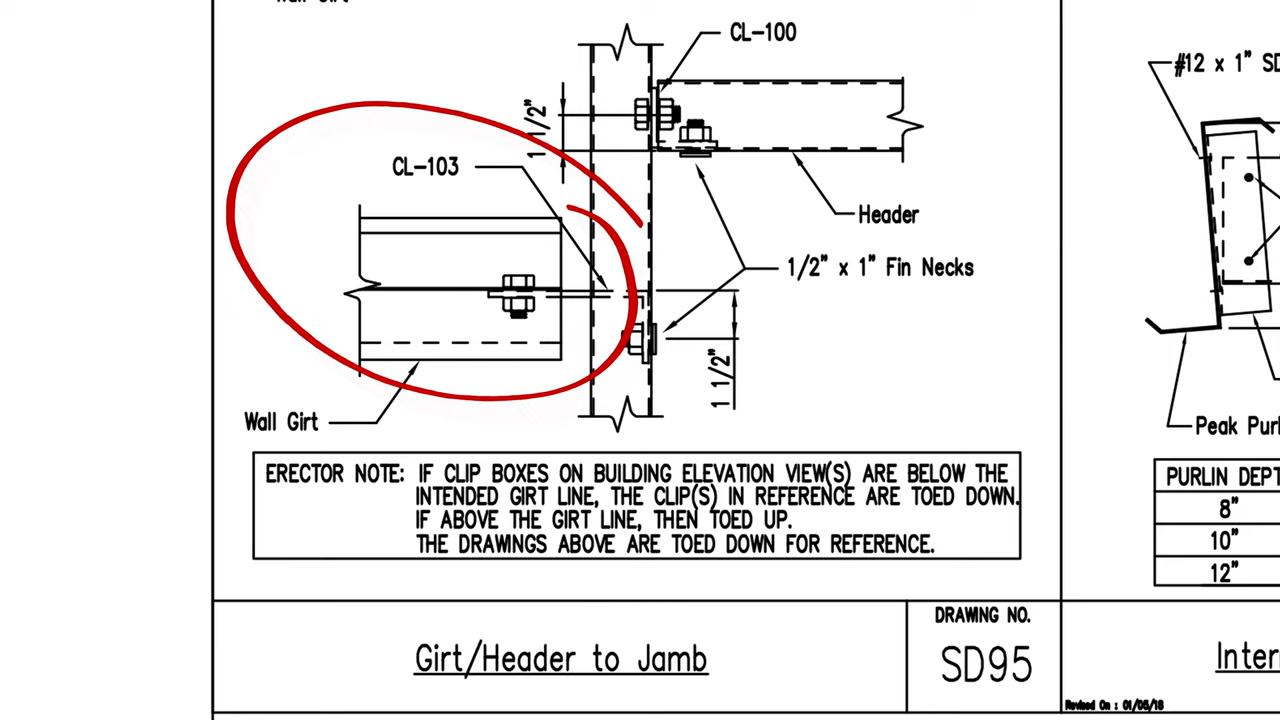 CL-100
#12 x 1" SD
1 1/2"
CL-103
Header
1/2" x 1" Fin Necks
1 1/2"
Wall Girt
Peak Purl
ERECTOR NOTE: IF CLIP BOXES ON BUILDING ELEVATION VIEW(S) ARE BELOW THE
INTENDED GIRT LINE, THE CLIP(S) IN REFERENCE ARE TOED DOWN.
IF ABOVE THE GIRT LINE, THEN TOED UP.
THE DRAWINGS ABOVE ARE TOED DOWN FOR REFERENCE.
PURLIN DEPT
8"
10"
12"
Girt/Header to Jamb
DRAWING NO.
SD95
Inter
Revised On : 01/05/18